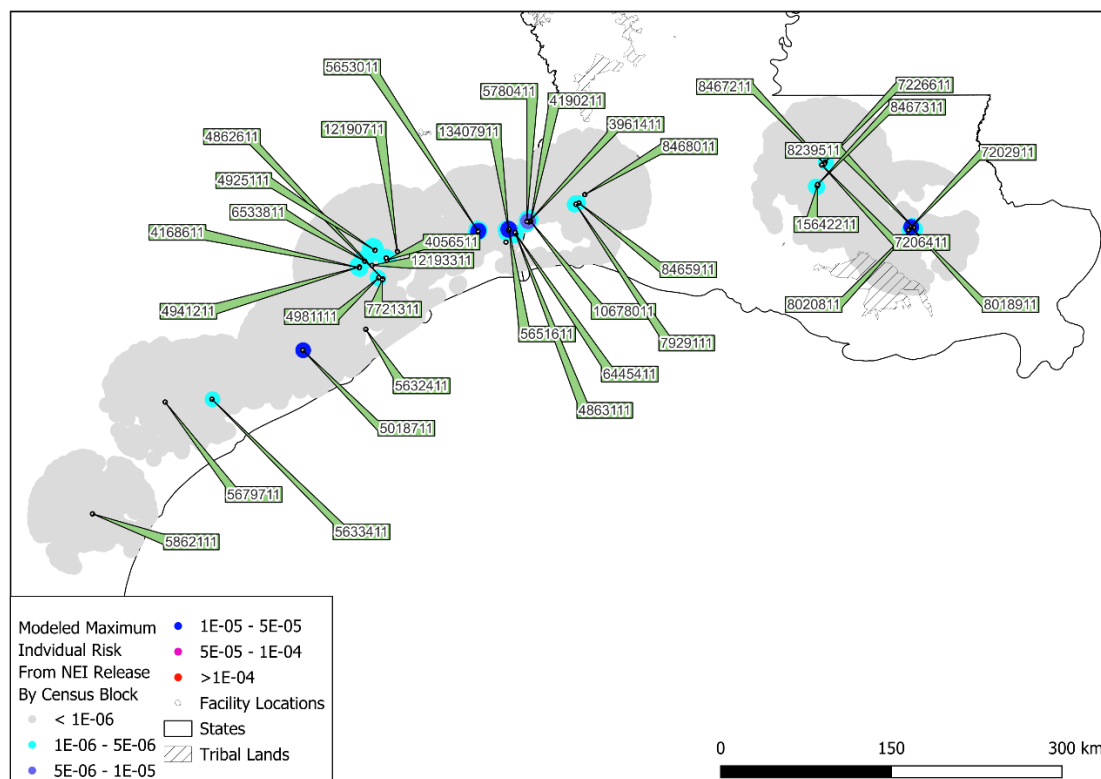 5653011
5780411
4190211
8467211
7226611
8467311
12190711
13407911
3961411
8468011
4862611
8239511
7202911
4925111
6533811
4168611
4056511
15642211
12193311
7206411
8465911
4941211
4981111
7721311
10678011
8020811
8018911
5651611
7929111
6445411
5632411
4863111
5018711
5679711
5633411
5862111
Modeled Maximum
Indvidual Risk
From NEI Release
By Census Block
< 1E-06
1E-06 - 5E-06
5E-06 - 1E-05
1E-05 - 5E-05
5E-05 - 1E-04
>1E-04
Facility Locations
States
Tribal Lands
0 150 300 km